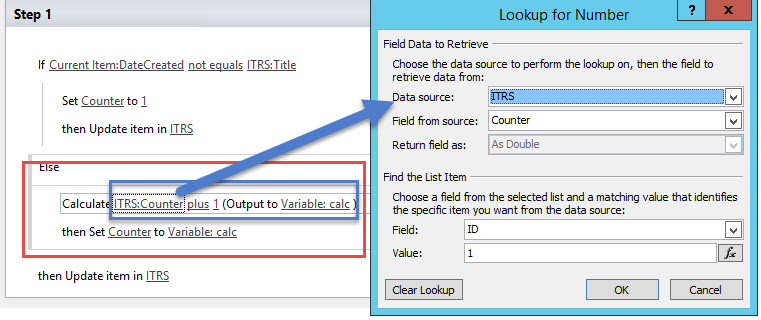 Step 1
If Current Item:DateCreated not equals ITRS:Title
Set Counter to 1
then Update item in ITRS
Else
Calculate ITRS:Counter plus 1 (Output to Variable: calc )
then Set Counter to Variable: calc
then Update item in ITRS
Lookup for Number
?
X
Field Data to Retrieve
Choose the data source to perform the lookup on, then the field to
retrieve data from:
Data source: ITRS
Field from source: Counter
Return field as: As Double
Find the List Item
Choose a field from the selected list and a matching value that identifies
the specific item you want from the data source:
Field: ID
Value: 1 fx
Clear Lookup OK Cancel